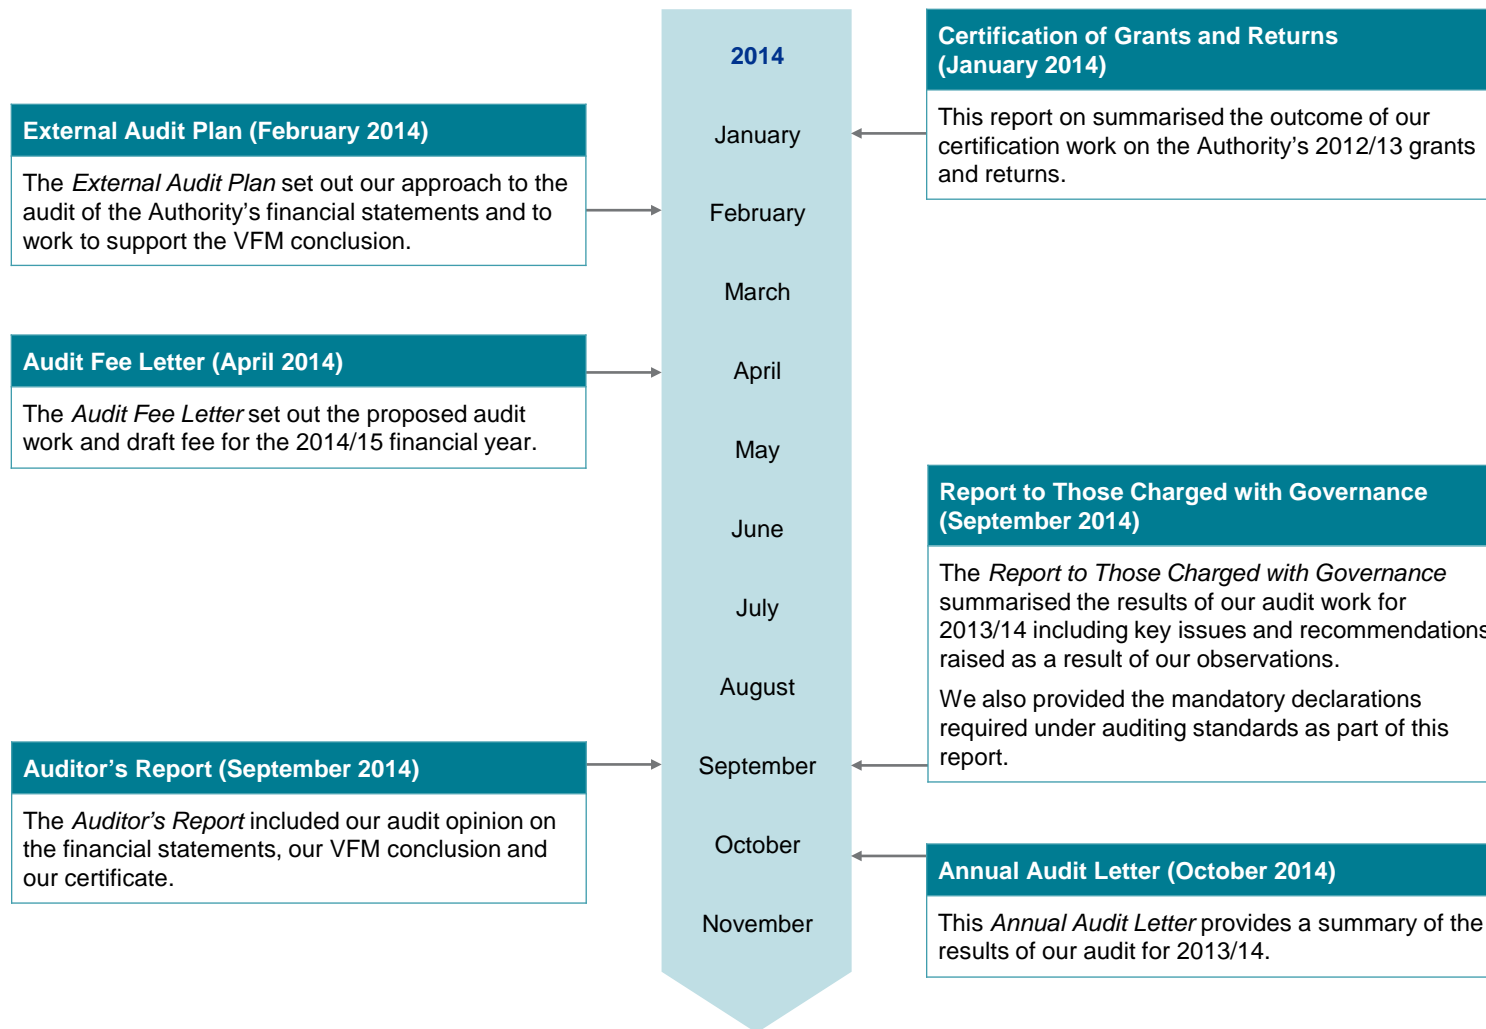 2014
January
February
March
April
May
June
July
August
September
October
November
External Audit Plan (February 2014)
The External Audit Plan set out our approach to the
audit of the Authority’s financial statements and to
work to support the VFM conclusion.
Audit Fee Letter (April 2014)
The Audit Fee Letter set out the proposed audit
work and draft fee for the 2014/15 financial year.
Auditor’s Report (September 2014)
The Auditor’s Report included our audit opinion on
the financial statements, our VFM conclusion and
our certificate.
Certification of Grants and Returns
(January 2014)
This report on summarised the outcome of our
certification work on the Authority’s 2012/13 grants
and returns.
Report to Those Charged with Governance
(September 2014)
The Report to Those Charged with Governance
summarised the results of our audit work for
2013/14 including key issues and recommendations
raised as a result of our observations.
We also provided the mandatory declarations
required under auditing standards as part of this
report.
Annual Audit Letter (October 2014)
This Annual Audit Letter provides a summary of the
results of our audit for 2013/14.